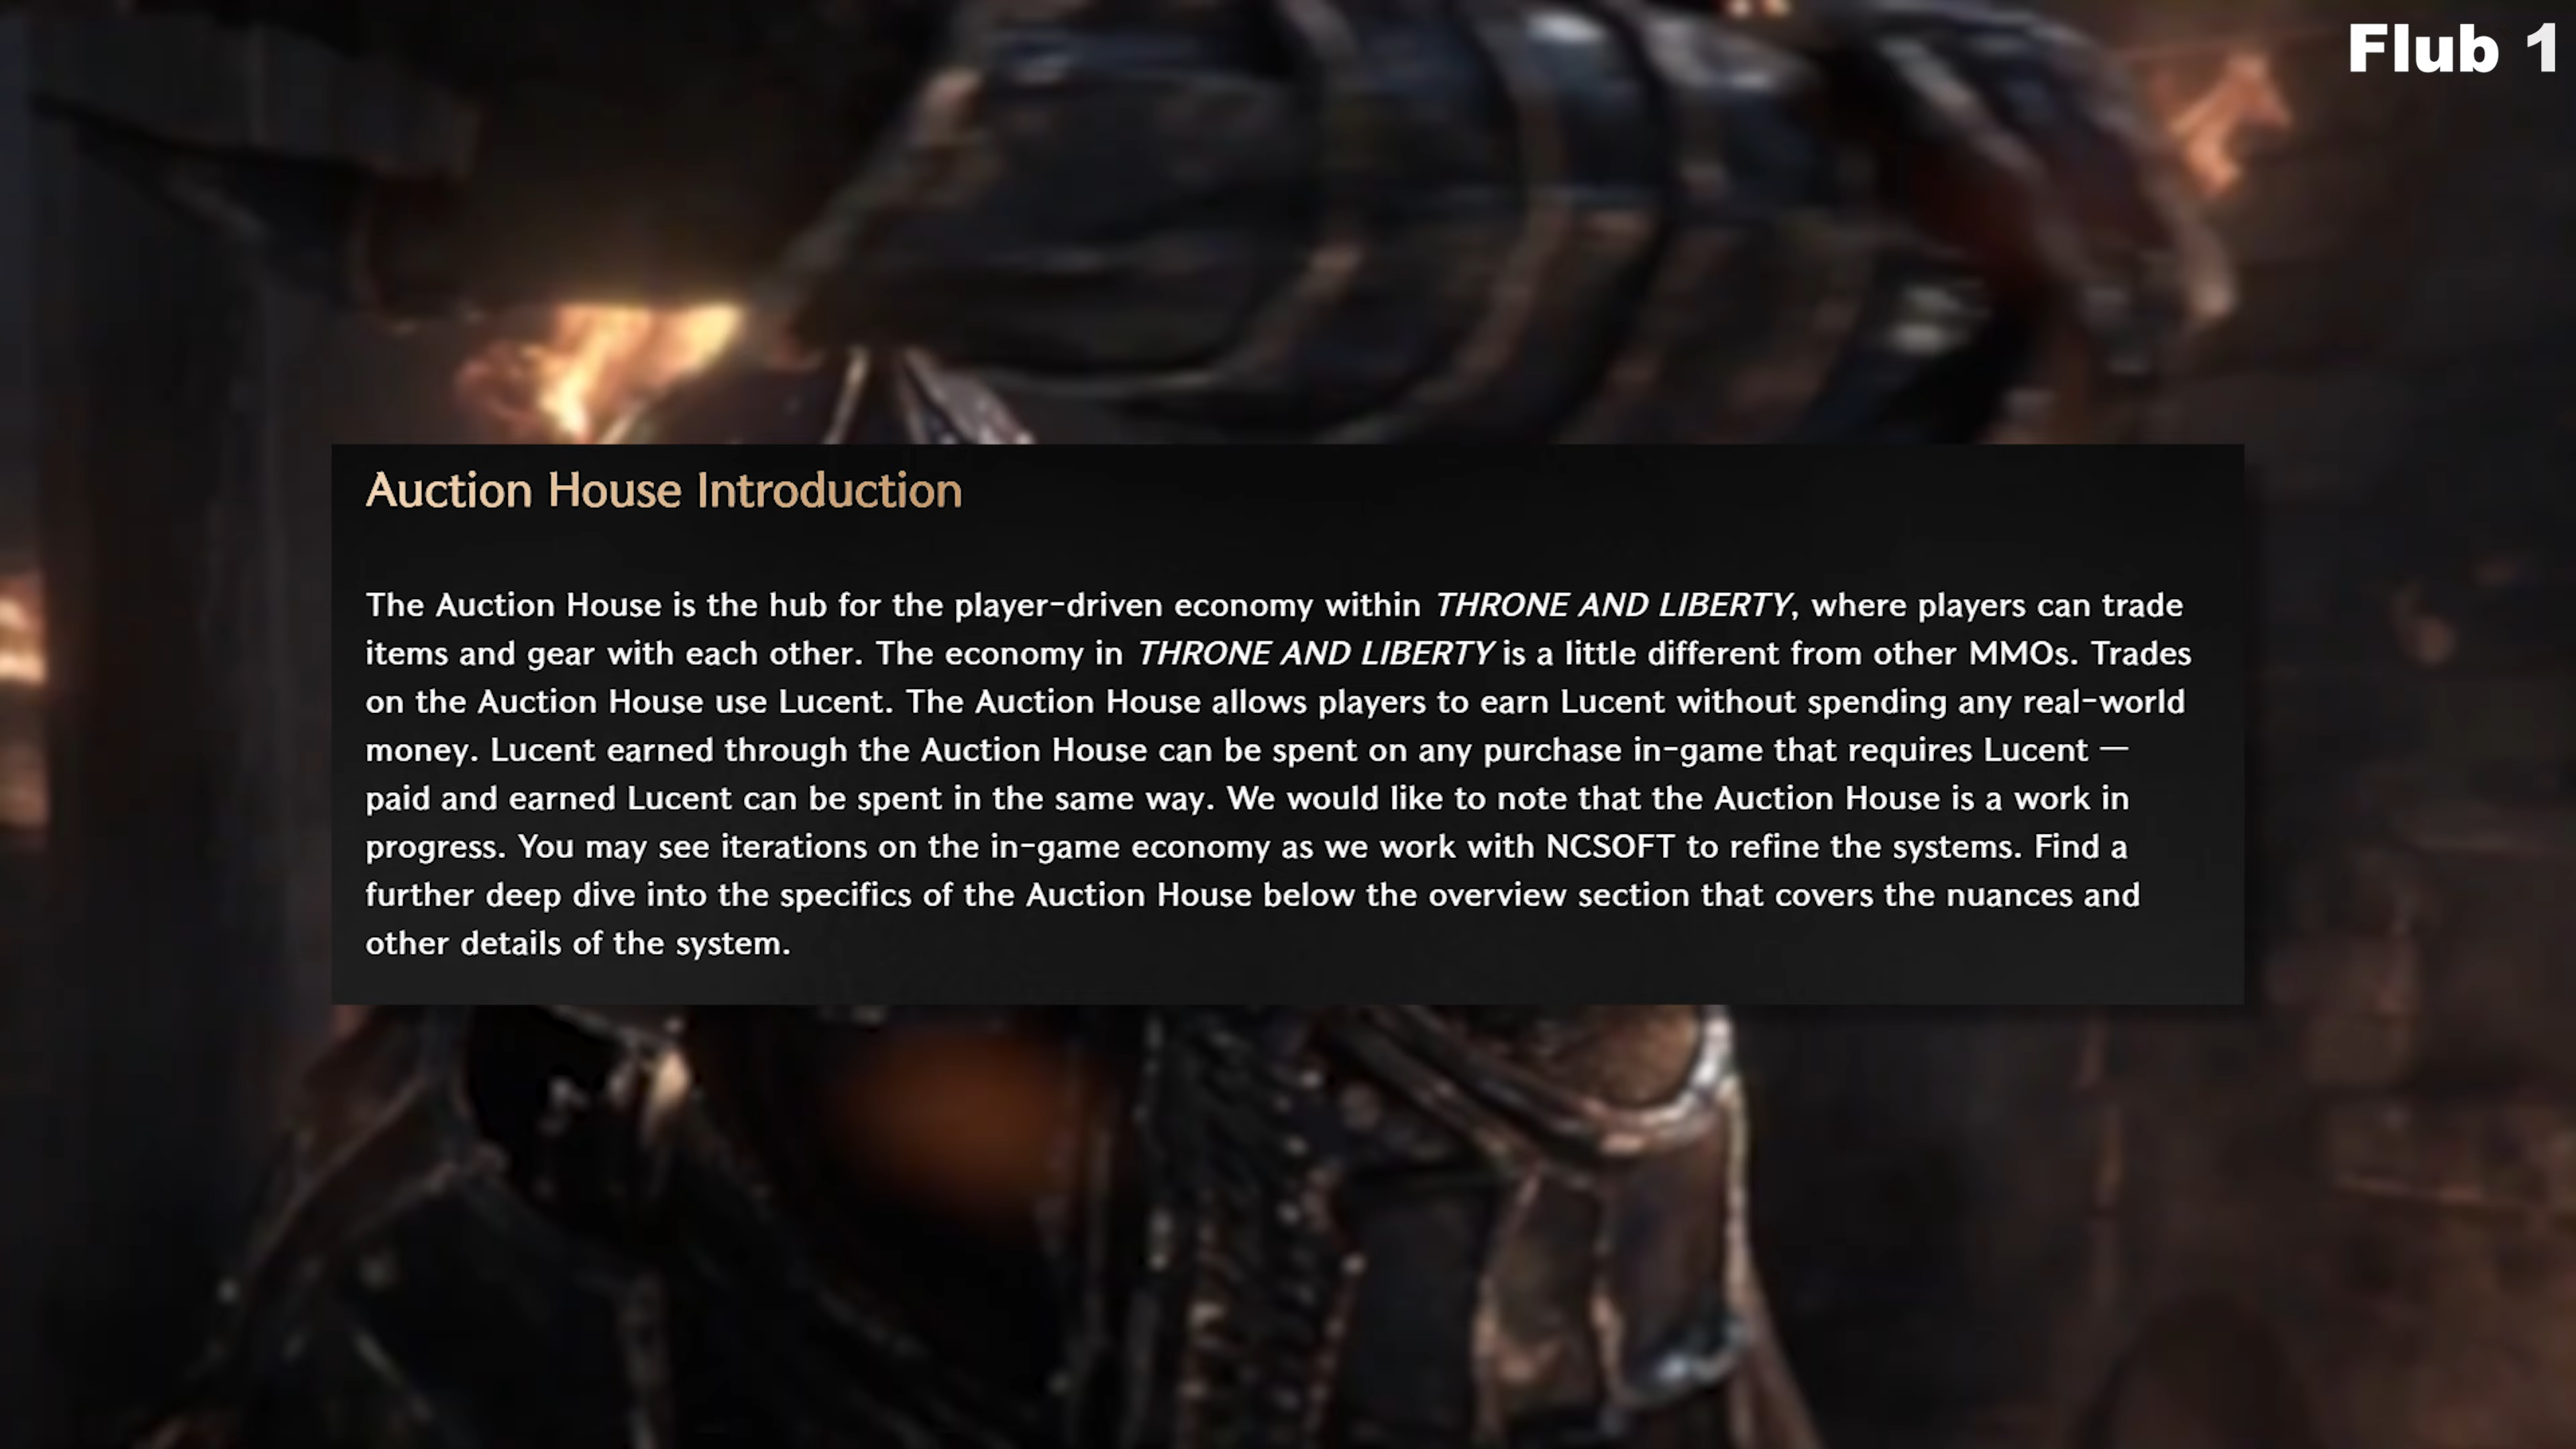 Flub 1
Auction House Introduction
The Auction House is the hub for the player-driven economy within THRONE AND LIBERTY, where players can trade
items and gear with each other. The economy in THRONE AND LIBERTY is a little different from other MMOs. Trades
on the Auction House use Lucent. The Auction House allows players to earn Lucent without spending any real-world
money. Lucent earned through the Auction House can be spent on any purchase in-game that requires Lucent —
paid and earned Lucent can be spent in the same way. We would like to note that the Auction House is a work in
progress. You may see iterations on the in-game economy as we work with NCSOFT to refine the systems. Find a
further deep dive into the specifics of the Auction House below the overview section that covers the nuances and
other details of the system.